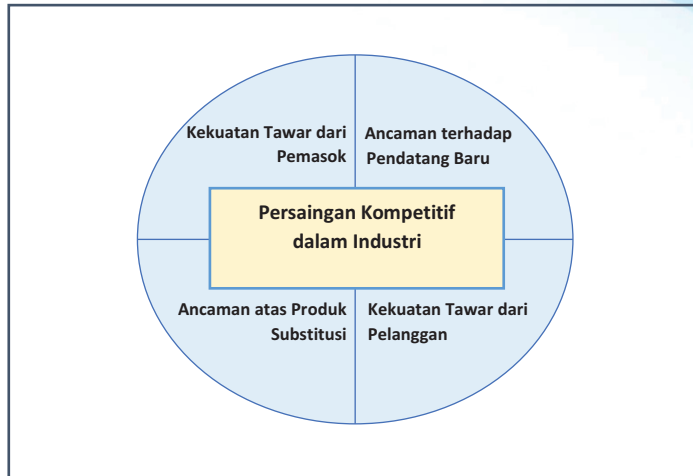 Kekuatan Tawar dari
Pemasok
Ancaman terhadap
Pendatang Baru
Persaingan Kompetitif
dalam Industri
Ancaman atas Produk
Substitusi
Kekuatan Tawar dari
Pelanggan